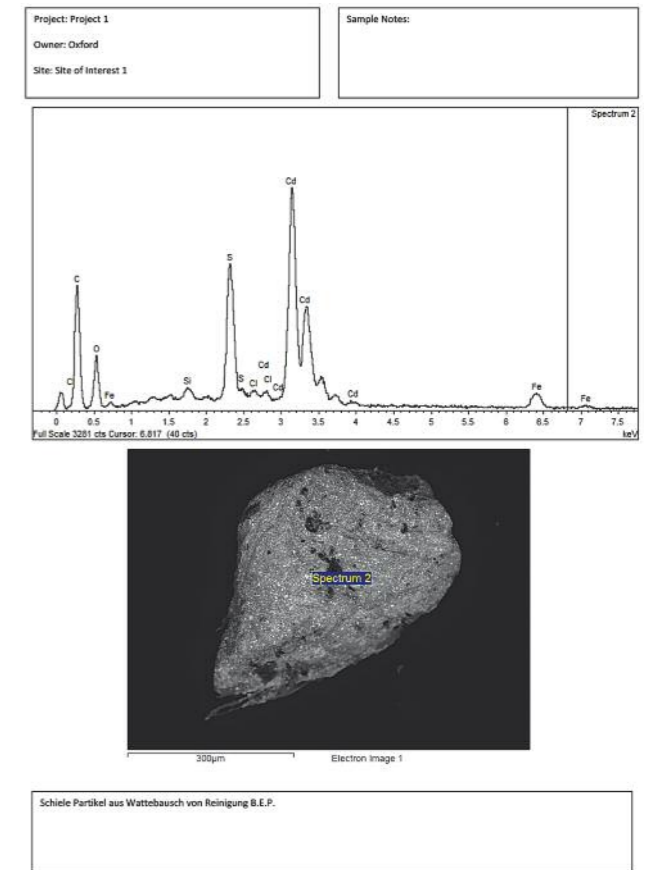 Project: Project 1
Owner: Oxford
Site: Site of Interest 1
Sample Notes:
Spectrum 2
Cd
S
C
Cd
O
Cl
Fe
Si
S
Cl
Cd
Cl
Cd
Cd
Fe
Fe
0 0.5 1 1.5 2 2.5 3 3.5 4 4.5 5 5.5 6 6.5 7 7.5
Full Scale 3281 cts Cursor: 6.817 (40 cts)
keV
Spectrum 2
300μm
Electron Image 1
Schiele Partikel aus Wattebausch von Reinigung B.E.P.